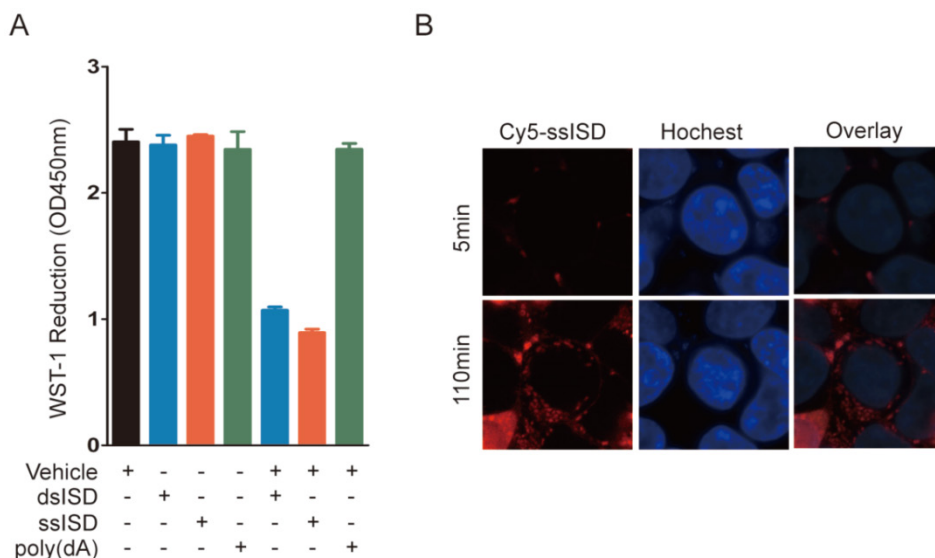 A
3
2
1
0
WST-1 Reduction (OD450nm)
Vehicle + - - - + + +
dsISD - + - - + - -
ssISD - - + - - + -
poly(dA) - - - + - - +
B
Cy5-ssISD Hochest Overlay
5min
110min